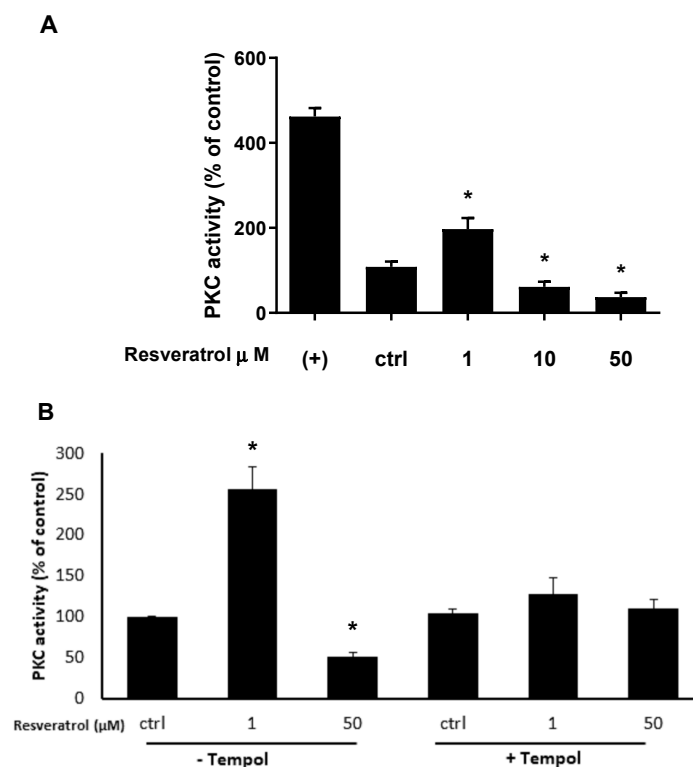 A
PKC activity (% of control)
600
400
200
0
* * *
Resveratrol μ M (+) ctrl 1 10 50
B
PKC activity (% of control)
300
250
200
150
100
50
0
*
*
Resveratrol (μM) ctrl 1 50 ctrl 1 50
- Tempol + Tempol